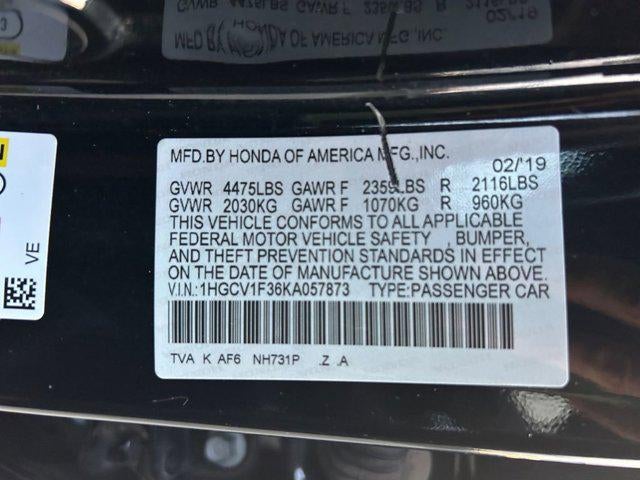 MFD.BY HONDA OF AMERICA MFG.,INC.
02/'19
GVWR 4475LBS GAWR F 2359LBS R 2116LBS
GVWR 2030KG GAWR F 1070KG R 960KG
THIS VEHICLE CONFORMS TO ALL APPLICABLE
FEDERAL MOTOR VEHICLE SAFETY , BUMPER,
AND THEFT PREVENTION STANDARDS IN EFFECT
ON THE DATE OF MANUFACTURE SHOWN ABOVE.
V.I.N.: 1HGCV1F36KA057873 TYPE:PASSENGER CAR
TVA K AF6 NH731P .Z .A
VE